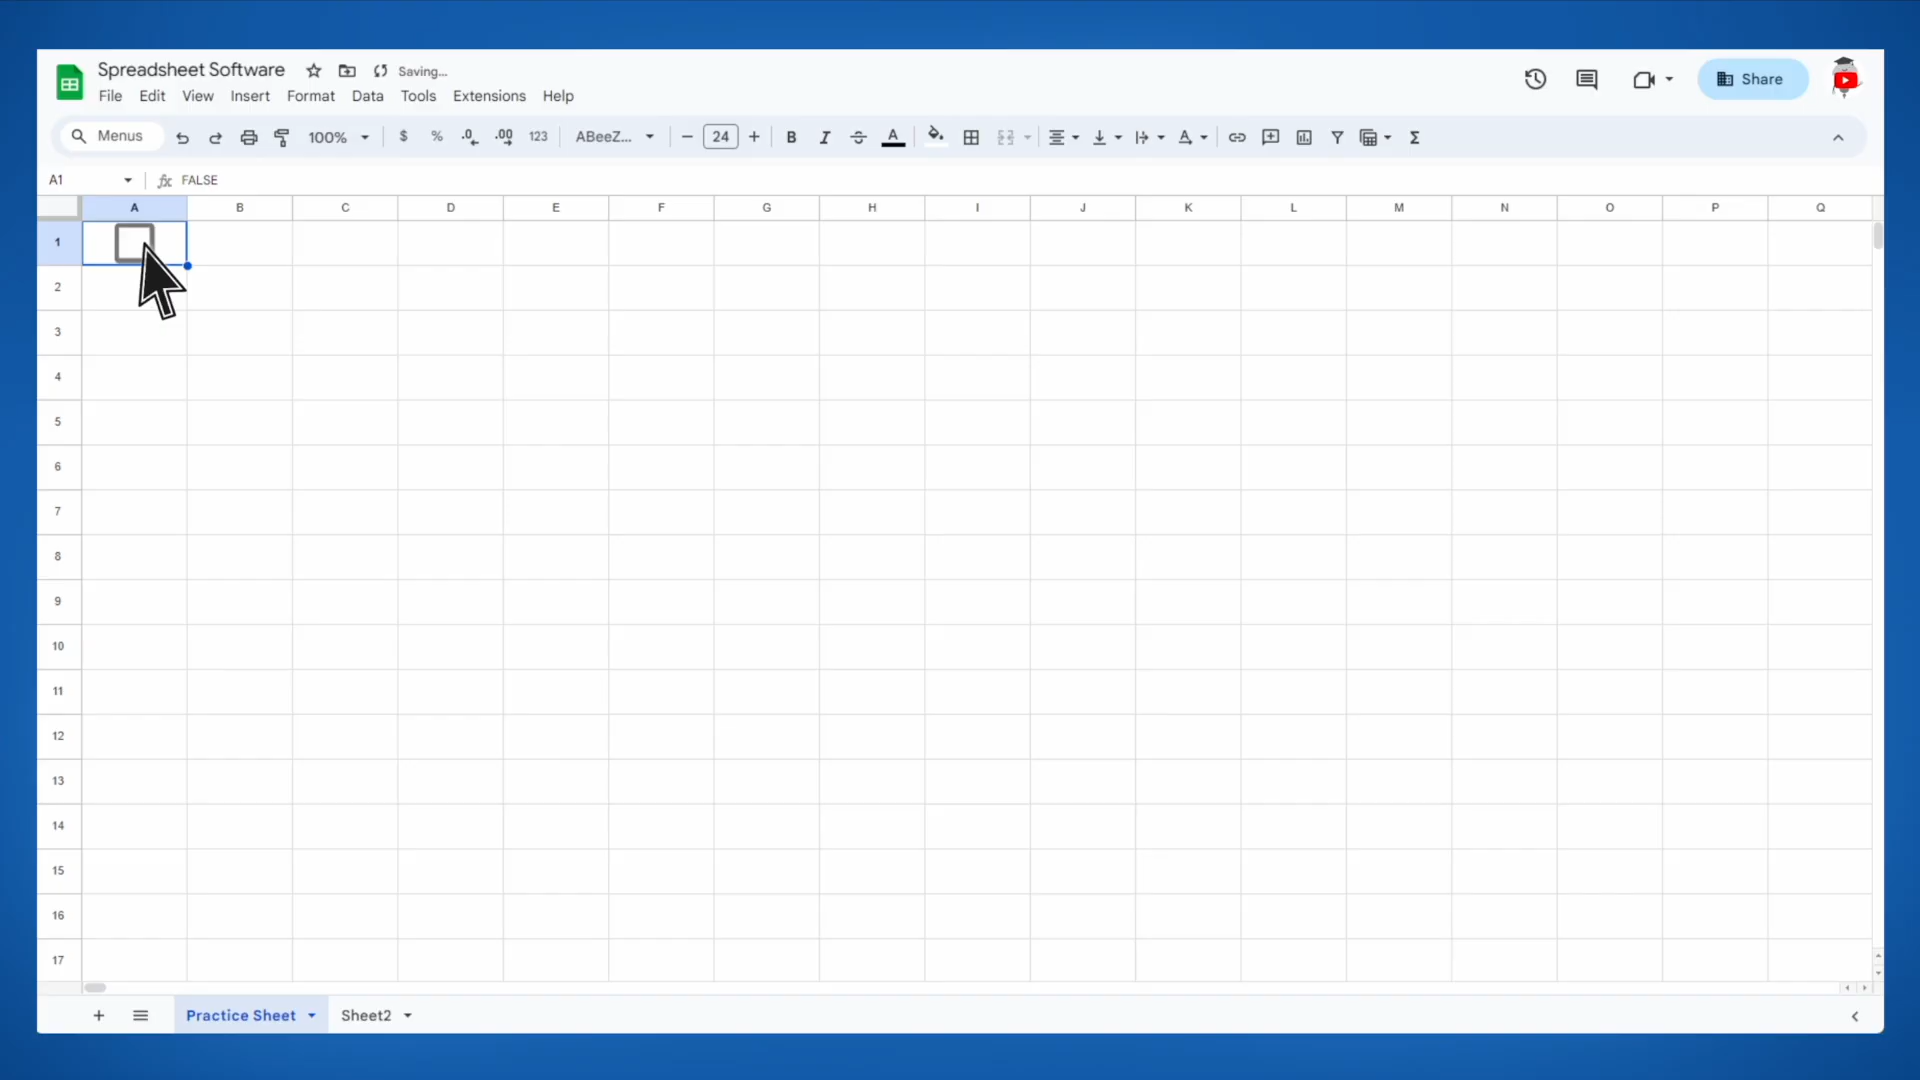 Spreadsheet Software Saving...
File Edit View Insert Format Data Tools Extensions Help
Share
Menus 100% $ % .0 .00 123 ABeeZ... − 24 + B I S A Σ
A1 fx FALSE
A B C D E F G H I J K L M N O P Q
1
2
3
4
5
6
7
8
9
10
11
12
13
14
15
16
17
+ Practice Sheet Sheet2